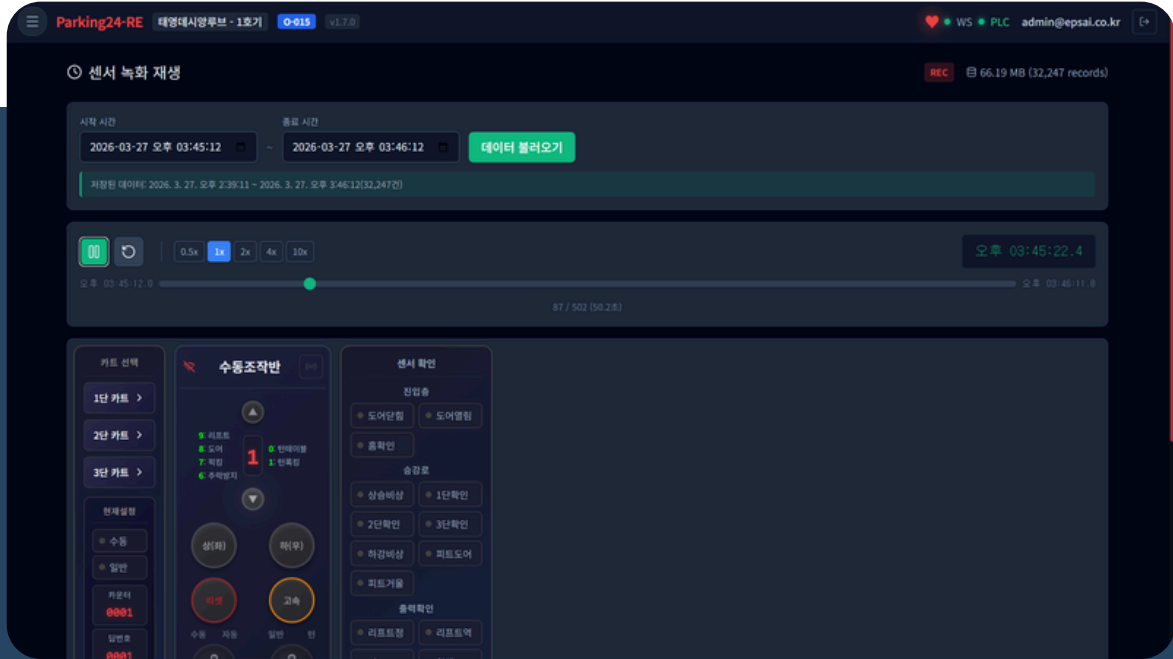 Parking24-RE 태영데시앙루브 - 1호기 O-015 v1.7.0 WS PLC admin@epsai.co.kr
센서 녹화 재생 REC 66.19 MB (32,247 records)
시작 시간 종료 시간
2026-03-27 오후 03:45:12 ~ 2026-03-27 오후 03:46:12 데이터 불러오기
저장된 데이터: 2026. 3. 27. 오후 2:39:11 ~ 2026. 3. 27. 오후 3:46:12(32,247건)
0.5x 1x 2x 4x 10x 오후 03:45:22.4
오후 03:45:12.0 오후 03:46:11.8
87 / 502 (50.2초)
카트 선택
1단 카트
2단 카트
3단 카트
현재설정
수동
일반
카운터
0001
답번호
0001
수동조작반
9: 리프트
8: 도어
7: 픽킹
6: 추락방지
1
0: 턴테이블
1: 턴록킹
상(좌) 하(우)
리셋 고속
수동 자동 일반 턴
센서 확인
진입층
도어닫힘 도어열림
홈확인
승강로
상승비상 1단확인
2단확인 3단확인
하강비상 피트도어
피트거울
출력확인
리프트정 리프트역